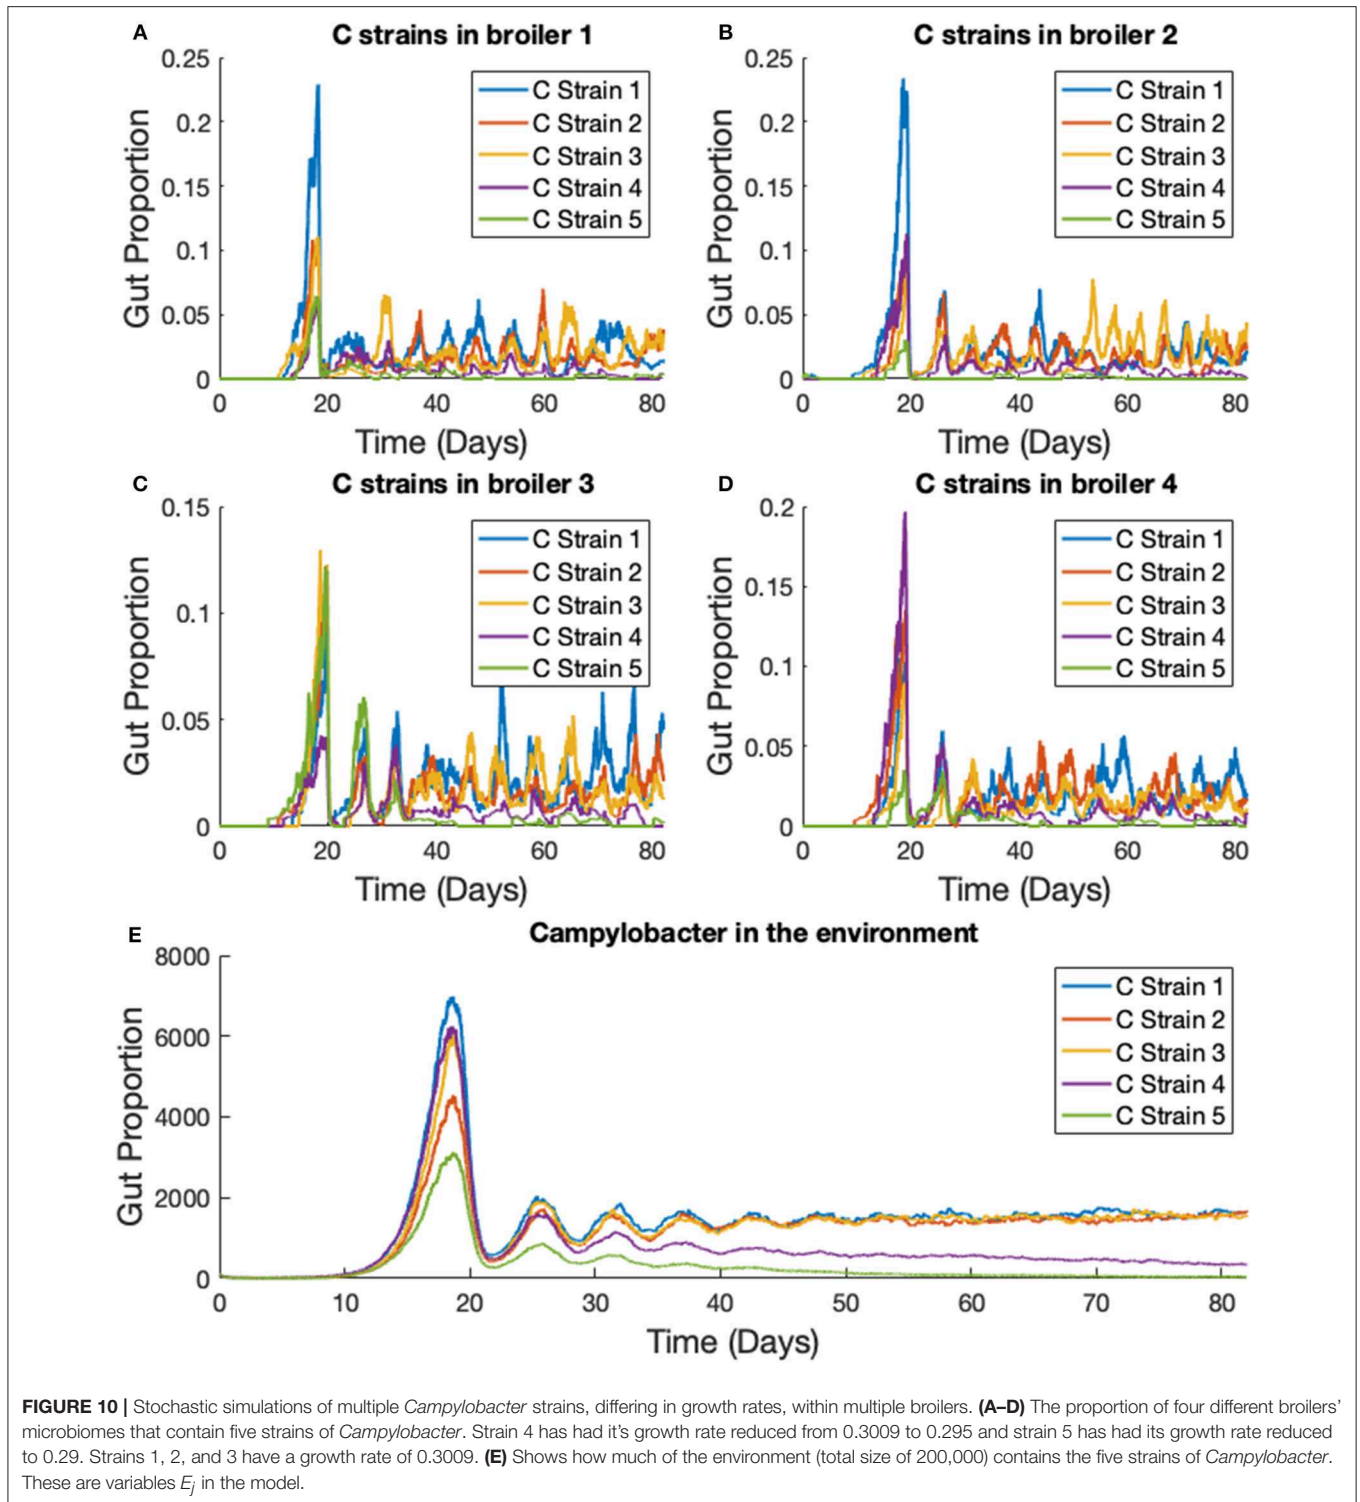 A
C strains in broiler 1
0.25
0.2
0.15
0.1
0.05
0
Gut Proportion
C Strain 1
C Strain 2
C Strain 3
C Strain 4
C Strain 5
0 20 40 60 80
Time (Days)
B
C strains in broiler 2
0.25
0.2
0.15
0.1
0.05
0
Gut Proportion
C Strain 1
C Strain 2
C Strain 3
C Strain 4
C Strain 5
0 20 40 60 80
Time (Days)
C
C strains in broiler 3
0.15
0.1
0.05
0
Gut Proportion
C Strain 1
C Strain 2
C Strain 3
C Strain 4
C Strain 5
0 20 40 60 80
Time (Days)
D
C strains in broiler 4
0.2
0.15
0.1
0.05
0
Gut Proportion
C Strain 1
C Strain 2
C Strain 3
C Strain 4
C Strain 5
0 20 40 60 80
Time (Days)
E
Campylobacter in the environment
8000
6000
4000
2000
0
Gut Proportion
C Strain 1
C Strain 2
C Strain 3
C Strain 4
C Strain 5
0 10 20 30 40 50 60 70 80
Time (Days)
FIGURE 10 | Stochastic simulations of multiple Campylobacter strains, differing in growth rates, within multiple broilers. (A–D) The proportion of four different broilers'
microbiomes that contain five strains of Campylobacter. Strain 4 has had it's growth rate reduced from 0.3009 to 0.295 and strain 5 has had its growth rate reduced
to 0.29. Strains 1, 2, and 3 have a growth rate of 0.3009. (E) Shows how much of the environment (total size of 200,000) contains the five strains of Campylobacter.
These are variables Ej in the model.